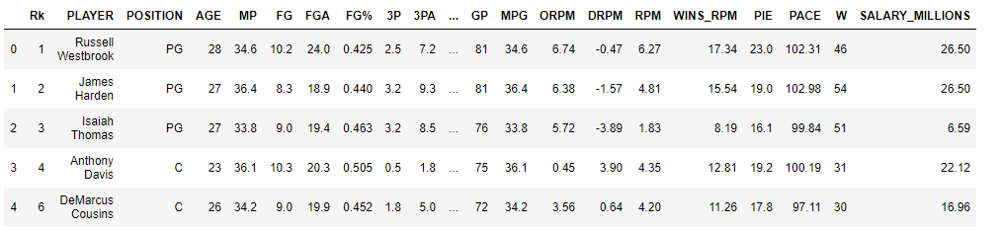 Rk PLAYER POSITION AGE MP FG FGA FG% 3P 3PA ... GP MPG ORPM DRPM RPM WINS_RPM PIE PACE W SALARY_MILLIONS
0 1 Russell Westbrook PG 28 34.6 10.2 24.0 0.425 2.5 7.2 ... 81 34.6 6.74 -0.47 6.27 17.34 23.0 102.31 46 26.50
1 2 James Harden PG 27 36.4 8.3 18.9 0.440 3.2 9.3 ... 81 36.4 6.38 -1.57 4.81 15.54 19.0 102.98 54 26.50
2 3 Isaiah Thomas PG 27 33.8 9.0 19.4 0.463 3.2 8.5 ... 76 33.8 5.72 -3.89 1.83 8.19 16.1 99.84 51 6.59
3 4 Anthony Davis C 23 36.1 10.3 20.3 0.505 0.5 1.8 ... 75 36.1 0.45 3.90 4.35 12.81 19.2 100.19 31 22.12
4 6 DeMarcus Cousins C 26 34.2 9.0 19.9 0.452 1.8 5.0 ... 72 34.2 3.56 0.64 4.20 11.26 17.8 97.11 30 16.96